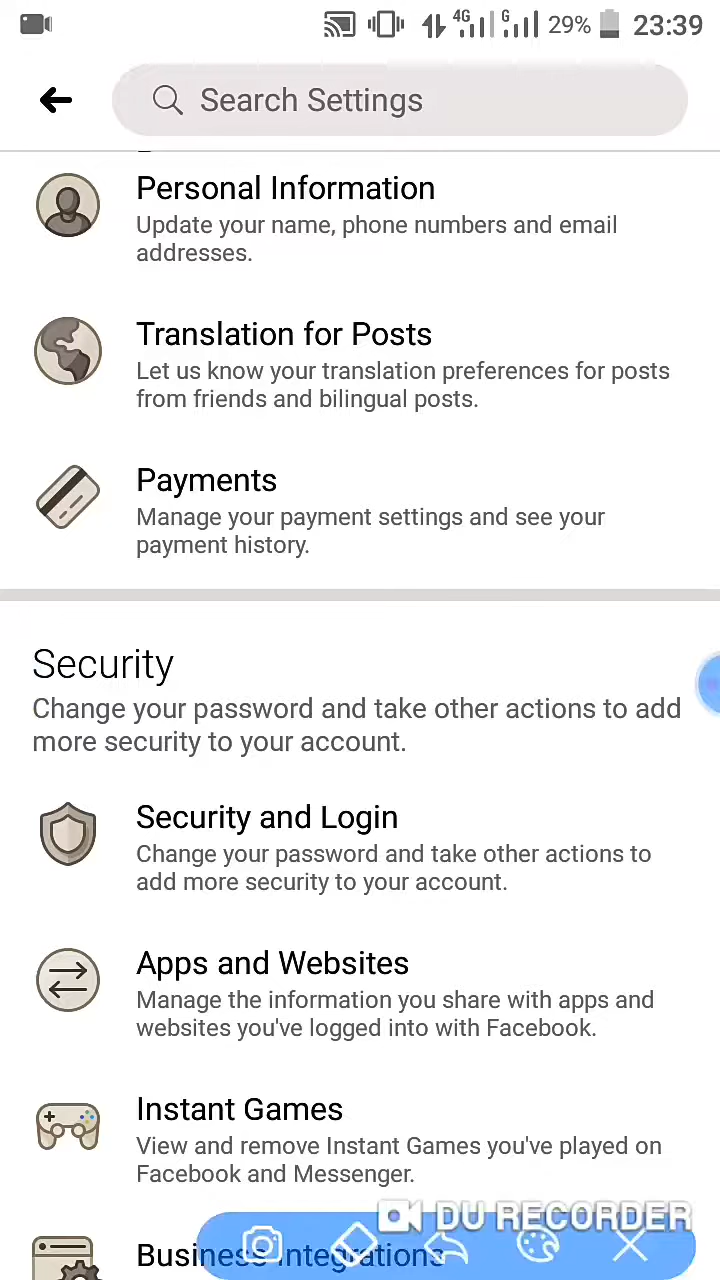 4G G 29% 23:39
Search Settings
Personal Information
Update your name, phone numbers and email
addresses.
Translation for Posts
Let us know your translation preferences for posts
from friends and bilingual posts.
Payments
Manage your payment settings and see your
payment history.
Security
Change your password and take other actions to add
more security to your account.
Security and Login
Change your password and take other actions to
add more security to your account.
Apps and Websites
Manage the information you share with apps and
websites you've logged into with Facebook.
Instant Games
View and remove Instant Games you've played on
Facebook and Messenger.
DU RECORDER
Business Integrations